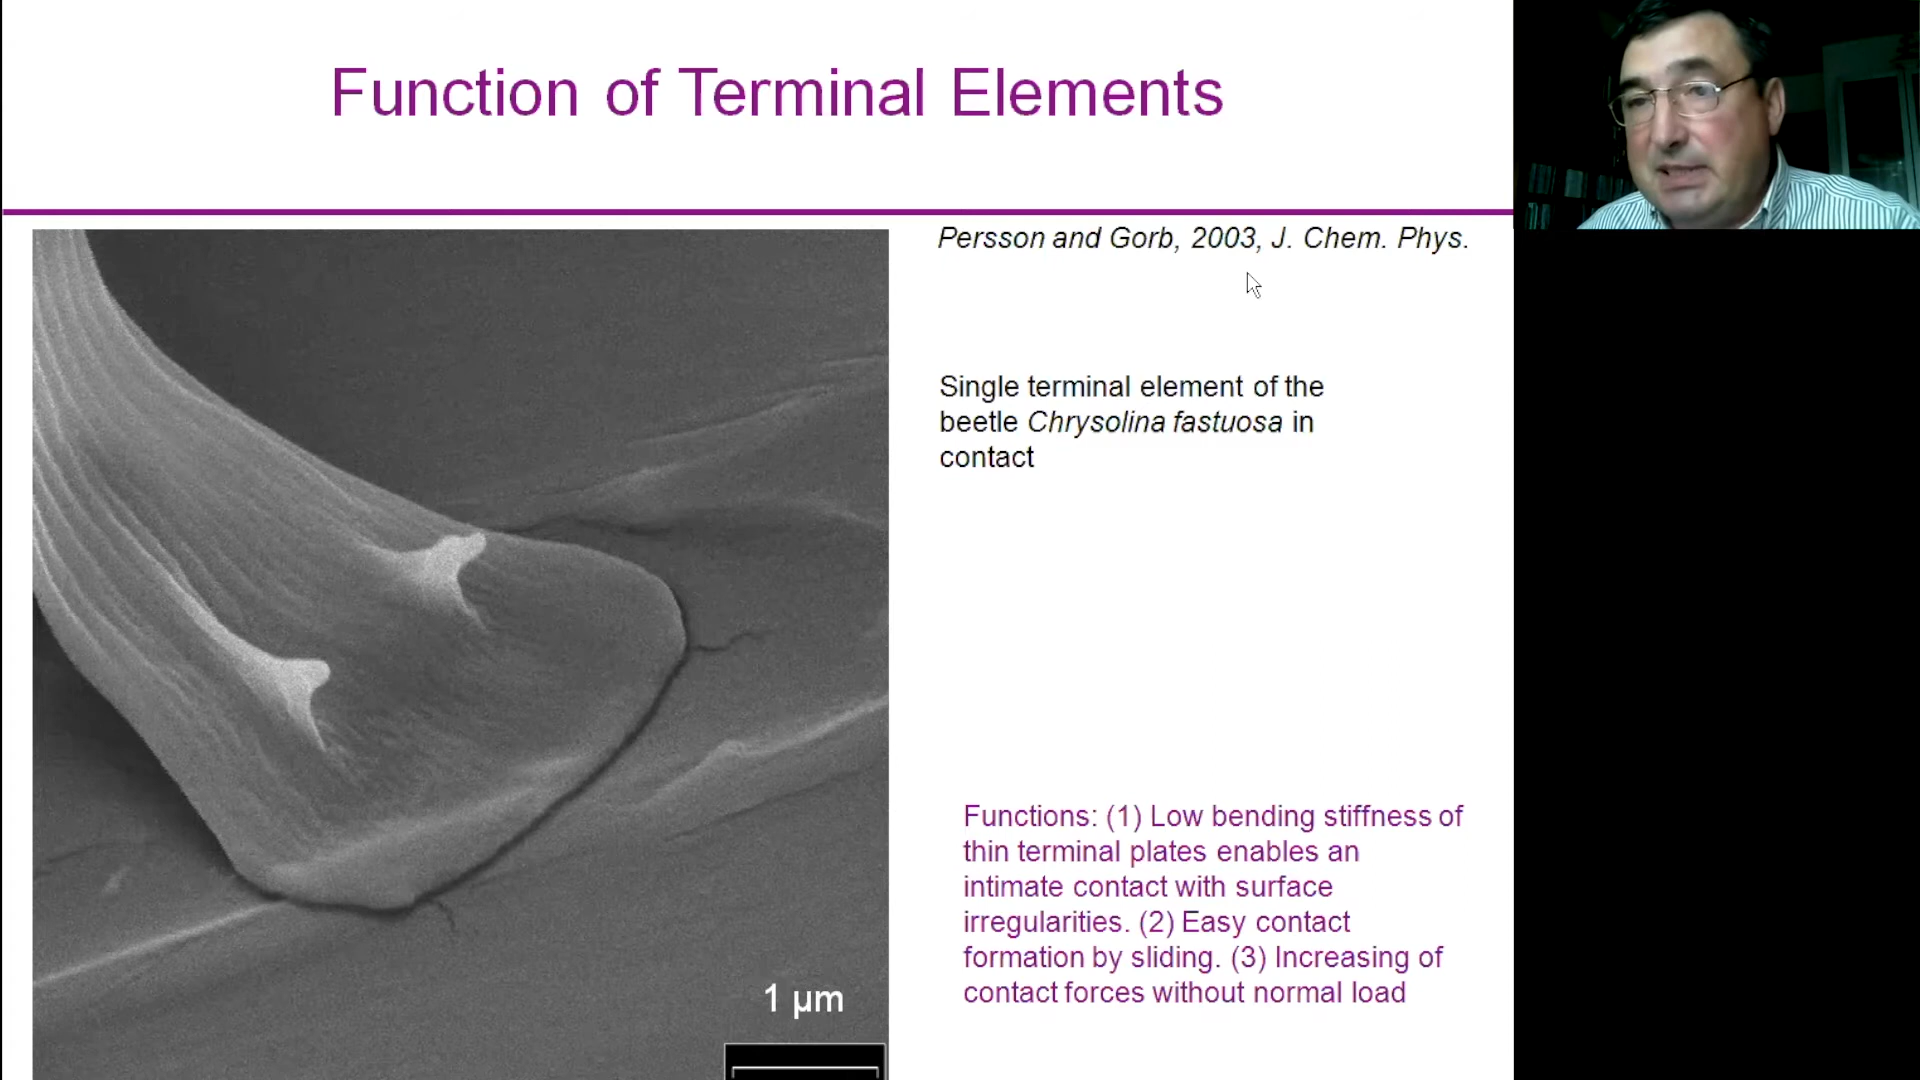 Function of Terminal Elements
Persson and Gorb, 2003, J. Chem. Phys.
Single terminal element of the
beetle Chrysolina fastuosa in
contact
Functions: (1) Low bending stiffness of
thin terminal plates enables an
intimate contact with surface
irregularities. (2) Easy contact
formation by sliding. (3) Increasing of
contact forces without normal load
1 μm